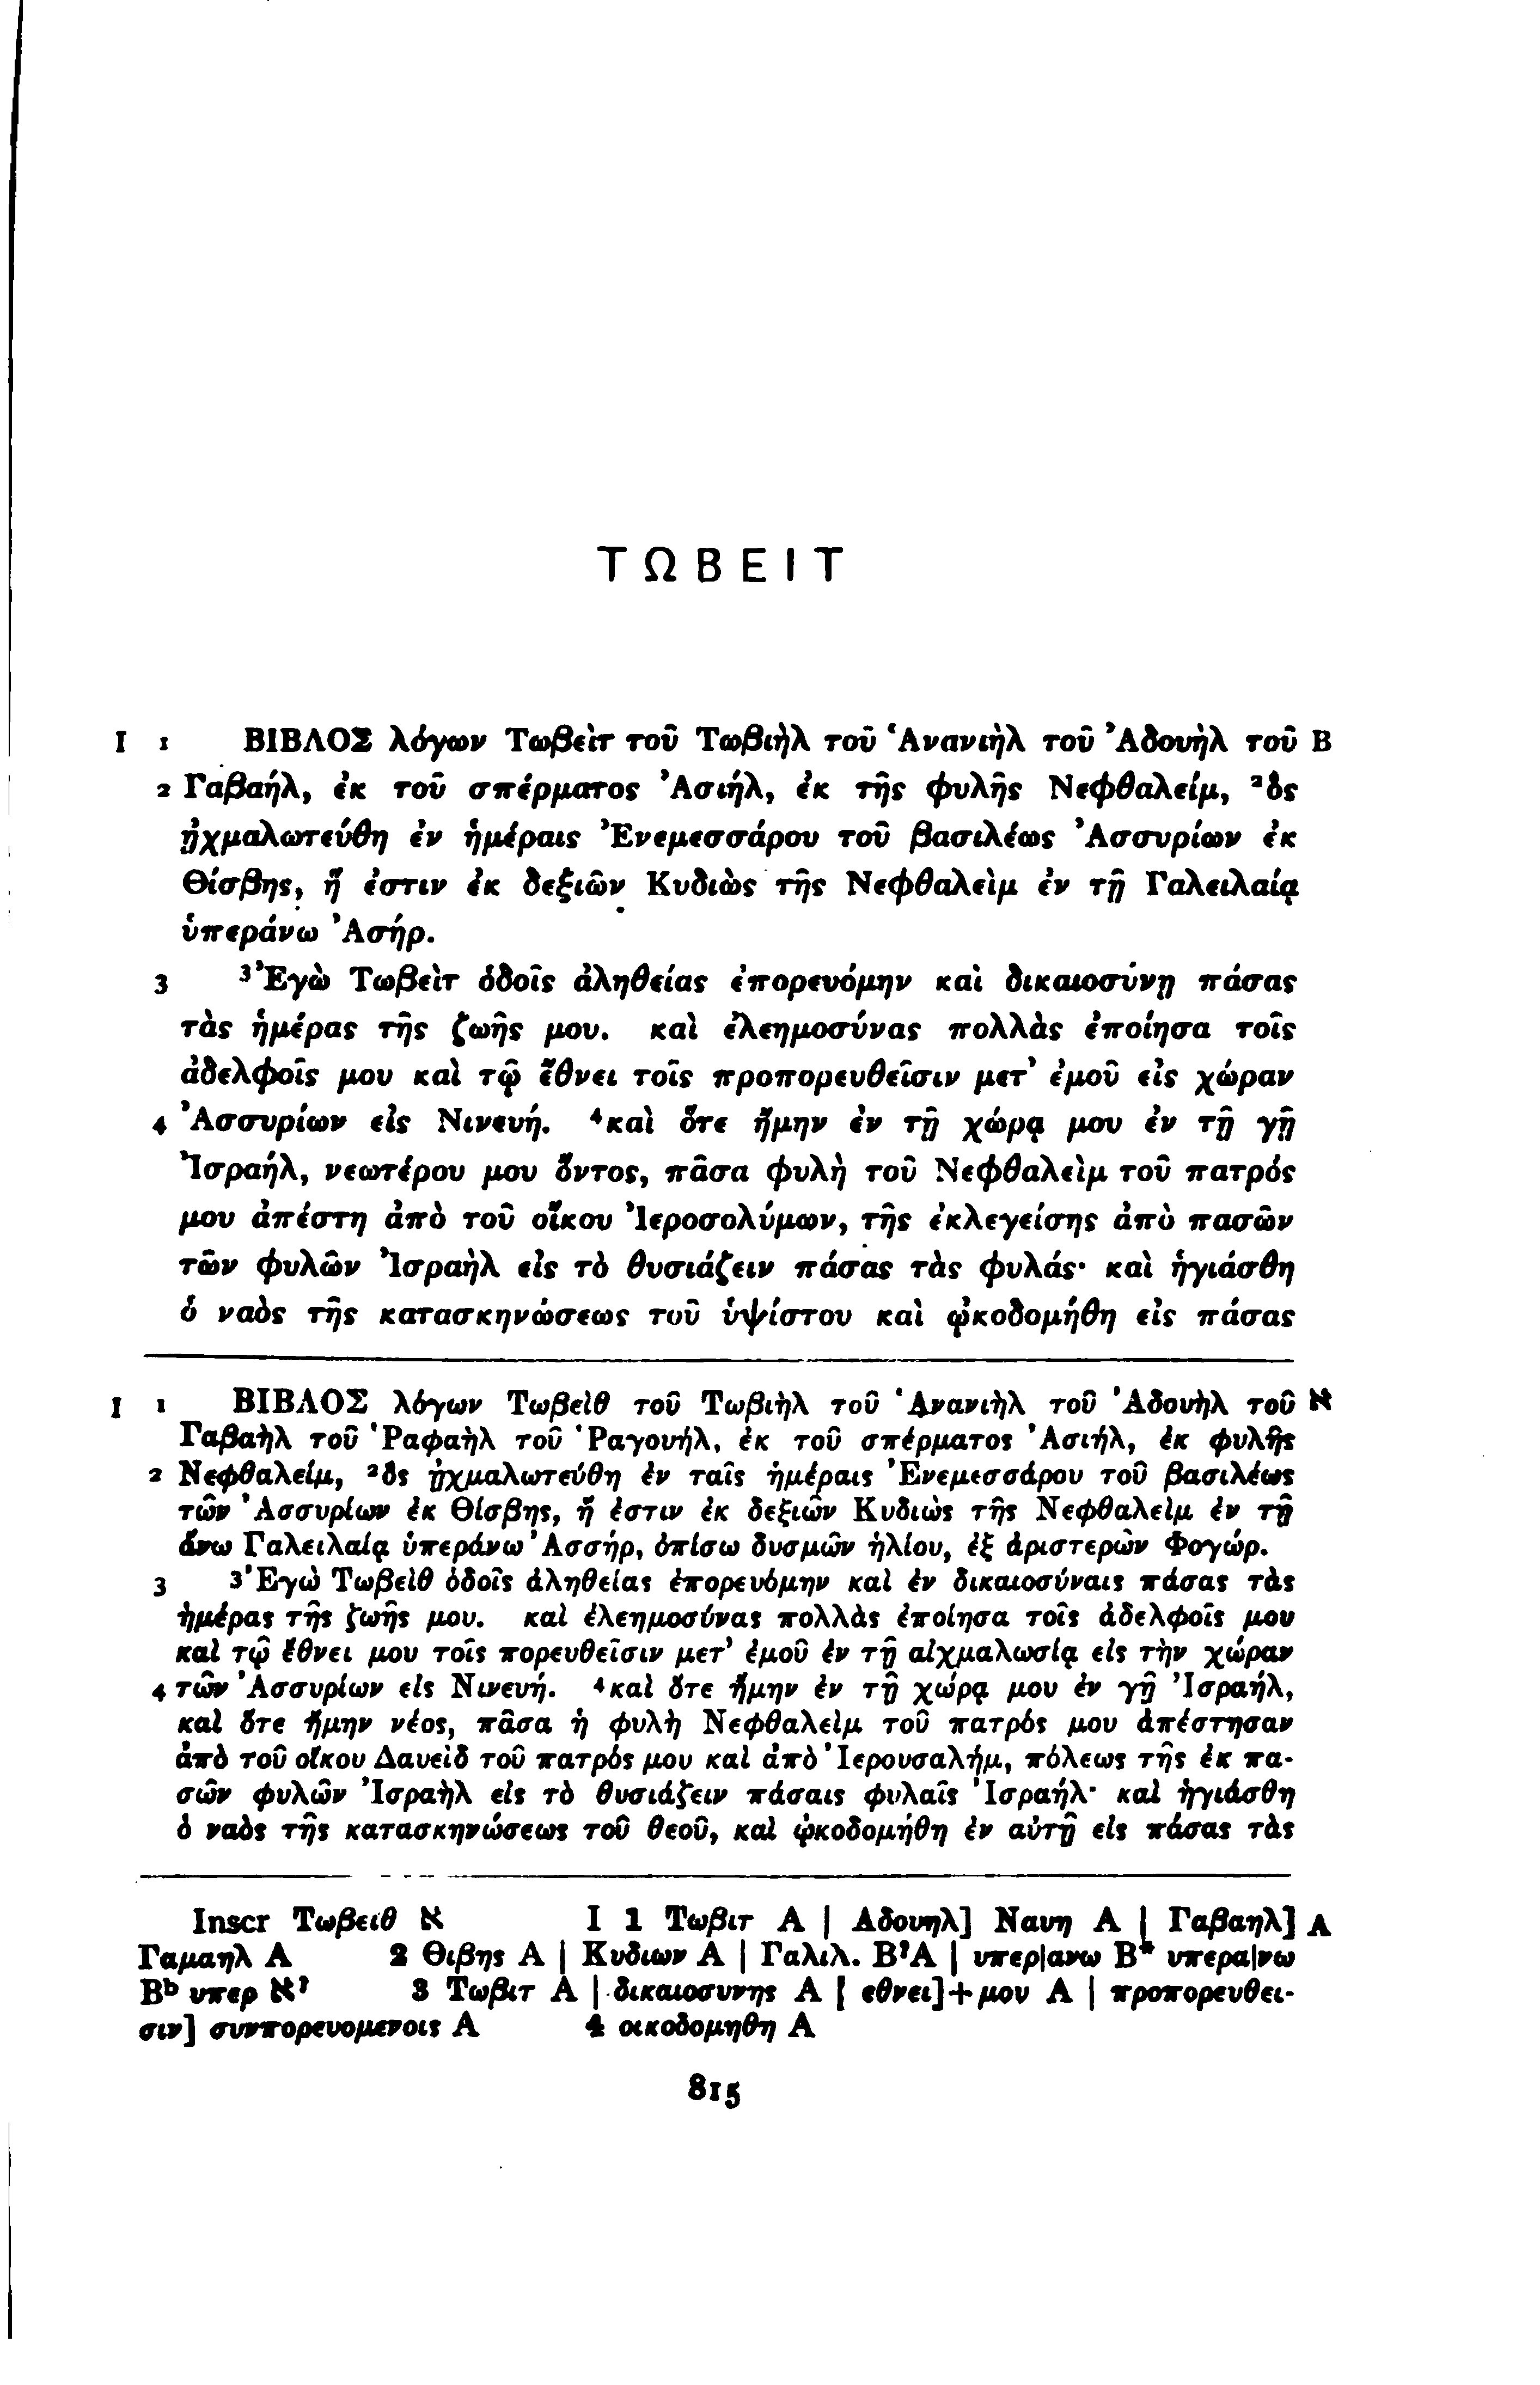 ΤΩΒΕΙΤ
I 1 ΒΙΒΛΟΣ λόγων Τωβεὶτ τοῦ Τωβιὴλ τοῦ Ἁνανιὴλ τοῦ Ἀδουὴλ τοῦ B
2 Γαβαήλ, ἐκ τοῦ σπέρματος Ἀσιήλ, ἐκ τῆς φυλῆς Νεφθαλείμ, ²ὃς
ᾐχμαλωτεύθη ἐν ἡμέραις Ἐνεμεσσάρου τοῦ βασιλέως Ἀσσυρίων ἐκ
Θίσβης, ἥ ἐστιν ἐκ δεξιῶν Κυδιὼς τῆς Νεφθαλεὶμ ἐν τῇ Γαλειλαίᾳ
ὑπεράνω Ἀσήρ.
3 ³Ἐγὼ Τωβεὶτ ὁδοῖς ἀληθείας ἐπορευόμην καὶ δικαιοσύνῃ πάσας
τὰς ἡμέρας τῆς ζωῆς μου. καὶ ἐλεημοσύνας πολλὰς ἐποίησα τοῖς
ἀδελφοῖς μου καὶ τῷ ἔθνει τοῖς προπορευθεῖσιν μετ’ ἐμοῦ εἰς χώραν
4 Ἀσσυρίων εἰς Νινευή. ⁴καὶ ὅτε ἤμην ἐν τῇ χώρᾳ μου ἐν τῇ γῇ
Ἰσραήλ, νεωτέρου μου ὄντος, πᾶσα φυλὴ τοῦ Νεφθαλεὶμ τοῦ πατρός
μου ἀπέστη ἀπὸ τοῦ οἴκου Ἰεροσολύμων, τῆς ἐκλεγείσης ἀπὸ πασῶν
τῶν φυλῶν Ἰσραὴλ εἰς τὸ θυσιάζειν πάσας τὰς φυλάς· καὶ ἡγιάσθη
ὁ ναὸς τῆς κατασκηνώσεως τοῦ ὑψίστου καὶ ᾠκοδομήθη εἰς πάσας
I 1 ΒΙΒΛΟΣ λόγων Τωβεὶθ τοῦ Τωβιὴλ τοῦ Ἁνανιὴλ τοῦ Ἀδουὴλ τοῦ א
Γαβαὴλ τοῦ Ῥαφαὴλ τοῦ Ῥαγουήλ, ἐκ τοῦ σπέρματος Ἀσιήλ, ἐκ φυλῆς
2 Νεφθαλείμ, ²ὃς ᾐχμαλωτεύθη ἐν ταῖς ἡμέραις Ἐνεμεσσάρου τοῦ βασιλέως
τῶν Ἀσσυρίων ἐκ Θίσβης, ἥ ἐστιν ἐκ δεξιῶν Κυδιὼς τῆς Νεφθαλεὶμ ἐν τῇ
ἄνω Γαλειλαίᾳ ὑπεράνω Ἀσσήρ, ὀπίσω δυσμῶν ἡλίου, ἐξ ἀριστερῶν Φογώρ.
3 ³Ἐγὼ Τωβεὶθ ὁδοῖς ἀληθείας ἐπορευόμην καὶ ἐν δικαιοσύναις πάσας τὰς
ἡμέρας τῆς ζωῆς μου. καὶ ἐλεημοσύνας πολλὰς ἐποίησα τοῖς ἀδελφοῖς μου
καὶ τῷ ἔθνει μου τοῖς πορευθεῖσιν μετ’ ἐμοῦ ἐν τῇ αἰχμαλωσίᾳ εἰς τὴν χώραν
4 τῶν Ἀσσυρίων εἰς Νινευή. ⁴καὶ ὅτε ἤμην ἐν τῇ χώρᾳ μου ἐν γῇ Ἰσραήλ,
καὶ ὅτε ἤμην νέος, πᾶσα ἡ φυλὴ Νεφθαλεὶμ τοῦ πατρός μου ἀπέστησαν
ἀπὸ τοῦ οἴκου Δαυεὶδ τοῦ πατρός μου καὶ ἀπὸ Ἰερουσαλήμ, πόλεως τῆς ἐκ πα-
σῶν φυλῶν Ἰσραὴλ εἰς τὸ θυσιάζειν πάσαις φυλαῖς Ἰσραήλ· καὶ ἡγιάσθη
ὁ ναὸς τῆς κατασκηνώσεως τοῦ θεοῦ, καὶ ᾠκοδομήθη ἐν αὐτῇ εἰς πάσας τὰς
Inscr Τωβειθ א I 1 Τωβιτ A | Αδουηλ] Ναυη A | Γαβαηλ] A
Γαμαηλ A 2 Θιβης A | Κυδιων A | Γαλιλ. B?A | υπερ|ανω B* υπερα|νω
Bᵇ υπερ א? 3 Τωβιτ A | δικαιοσυνης A | εθνει]+μου A | προπορευθει-
σιν] συνπορευομενοις A 4 οικοδομηθη A
815